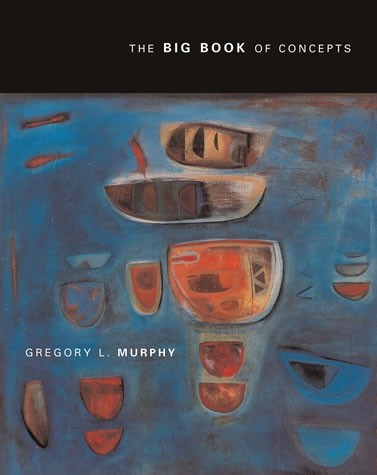 THE BIG BOOK OF CONCEPTS
GREGORY L. MURPHY